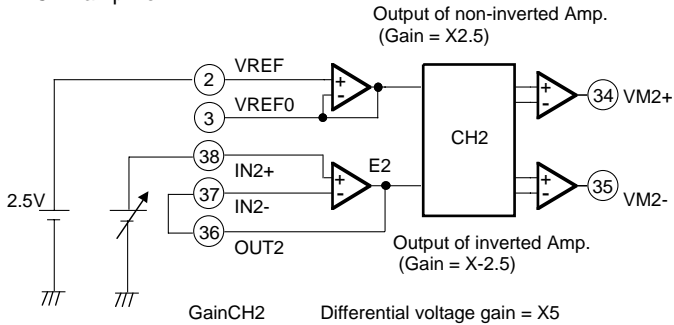 Output of non-inverted Amp.
(Gain = X2.5)
2 VREF
3 VREF0
+
-
38 IN2+
37 IN2-
36 OUT2
+
-
E2
CH2
+
-
34 VM2+
+
-
35 VM2-
2.5V
Output of inverted Amp.
(Gain = X-2.5)
GainCH2 Differential voltage gain = X5